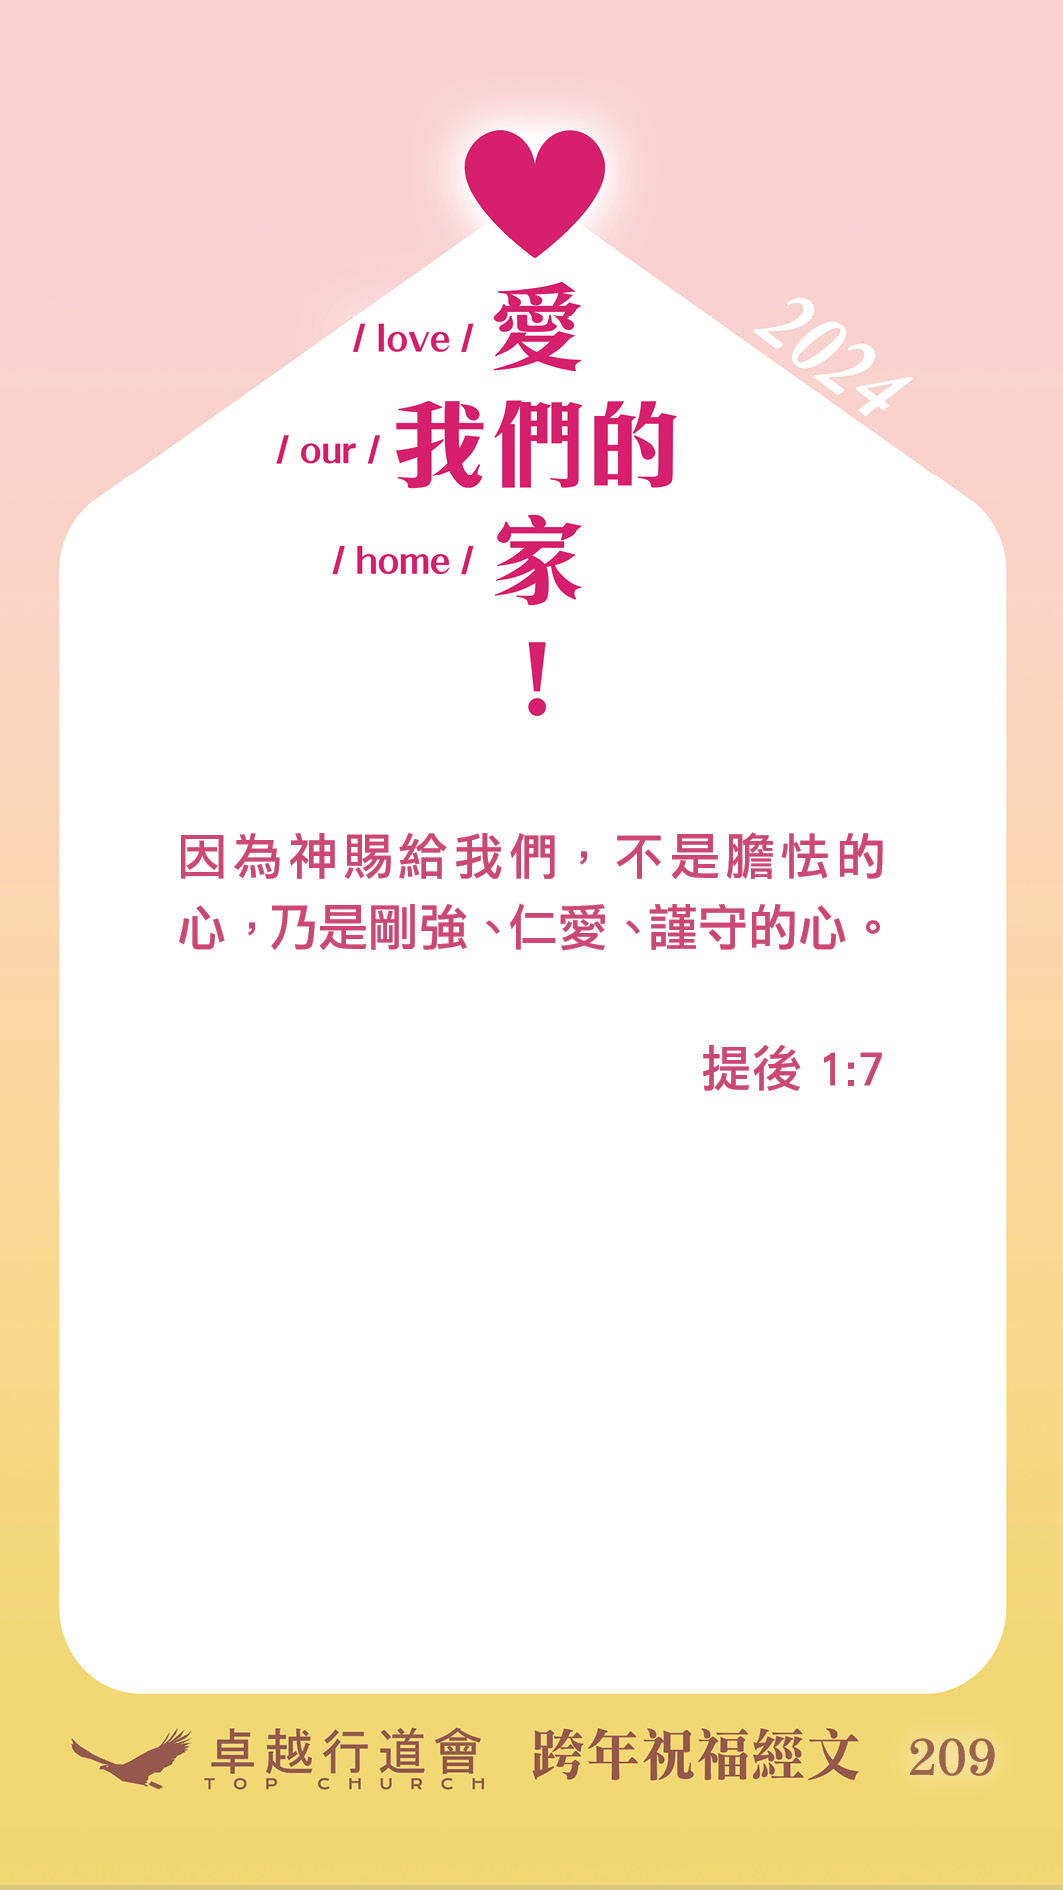 / love / 愛
2024
/ our / 我們的
/ home / 家
!
因為神賜給我們，不是膽怯的
心，乃是剛強、仁愛、謹守的心。
提後 1:7
卓越行道會 跨年祝福經文 209
TOP CHURCH